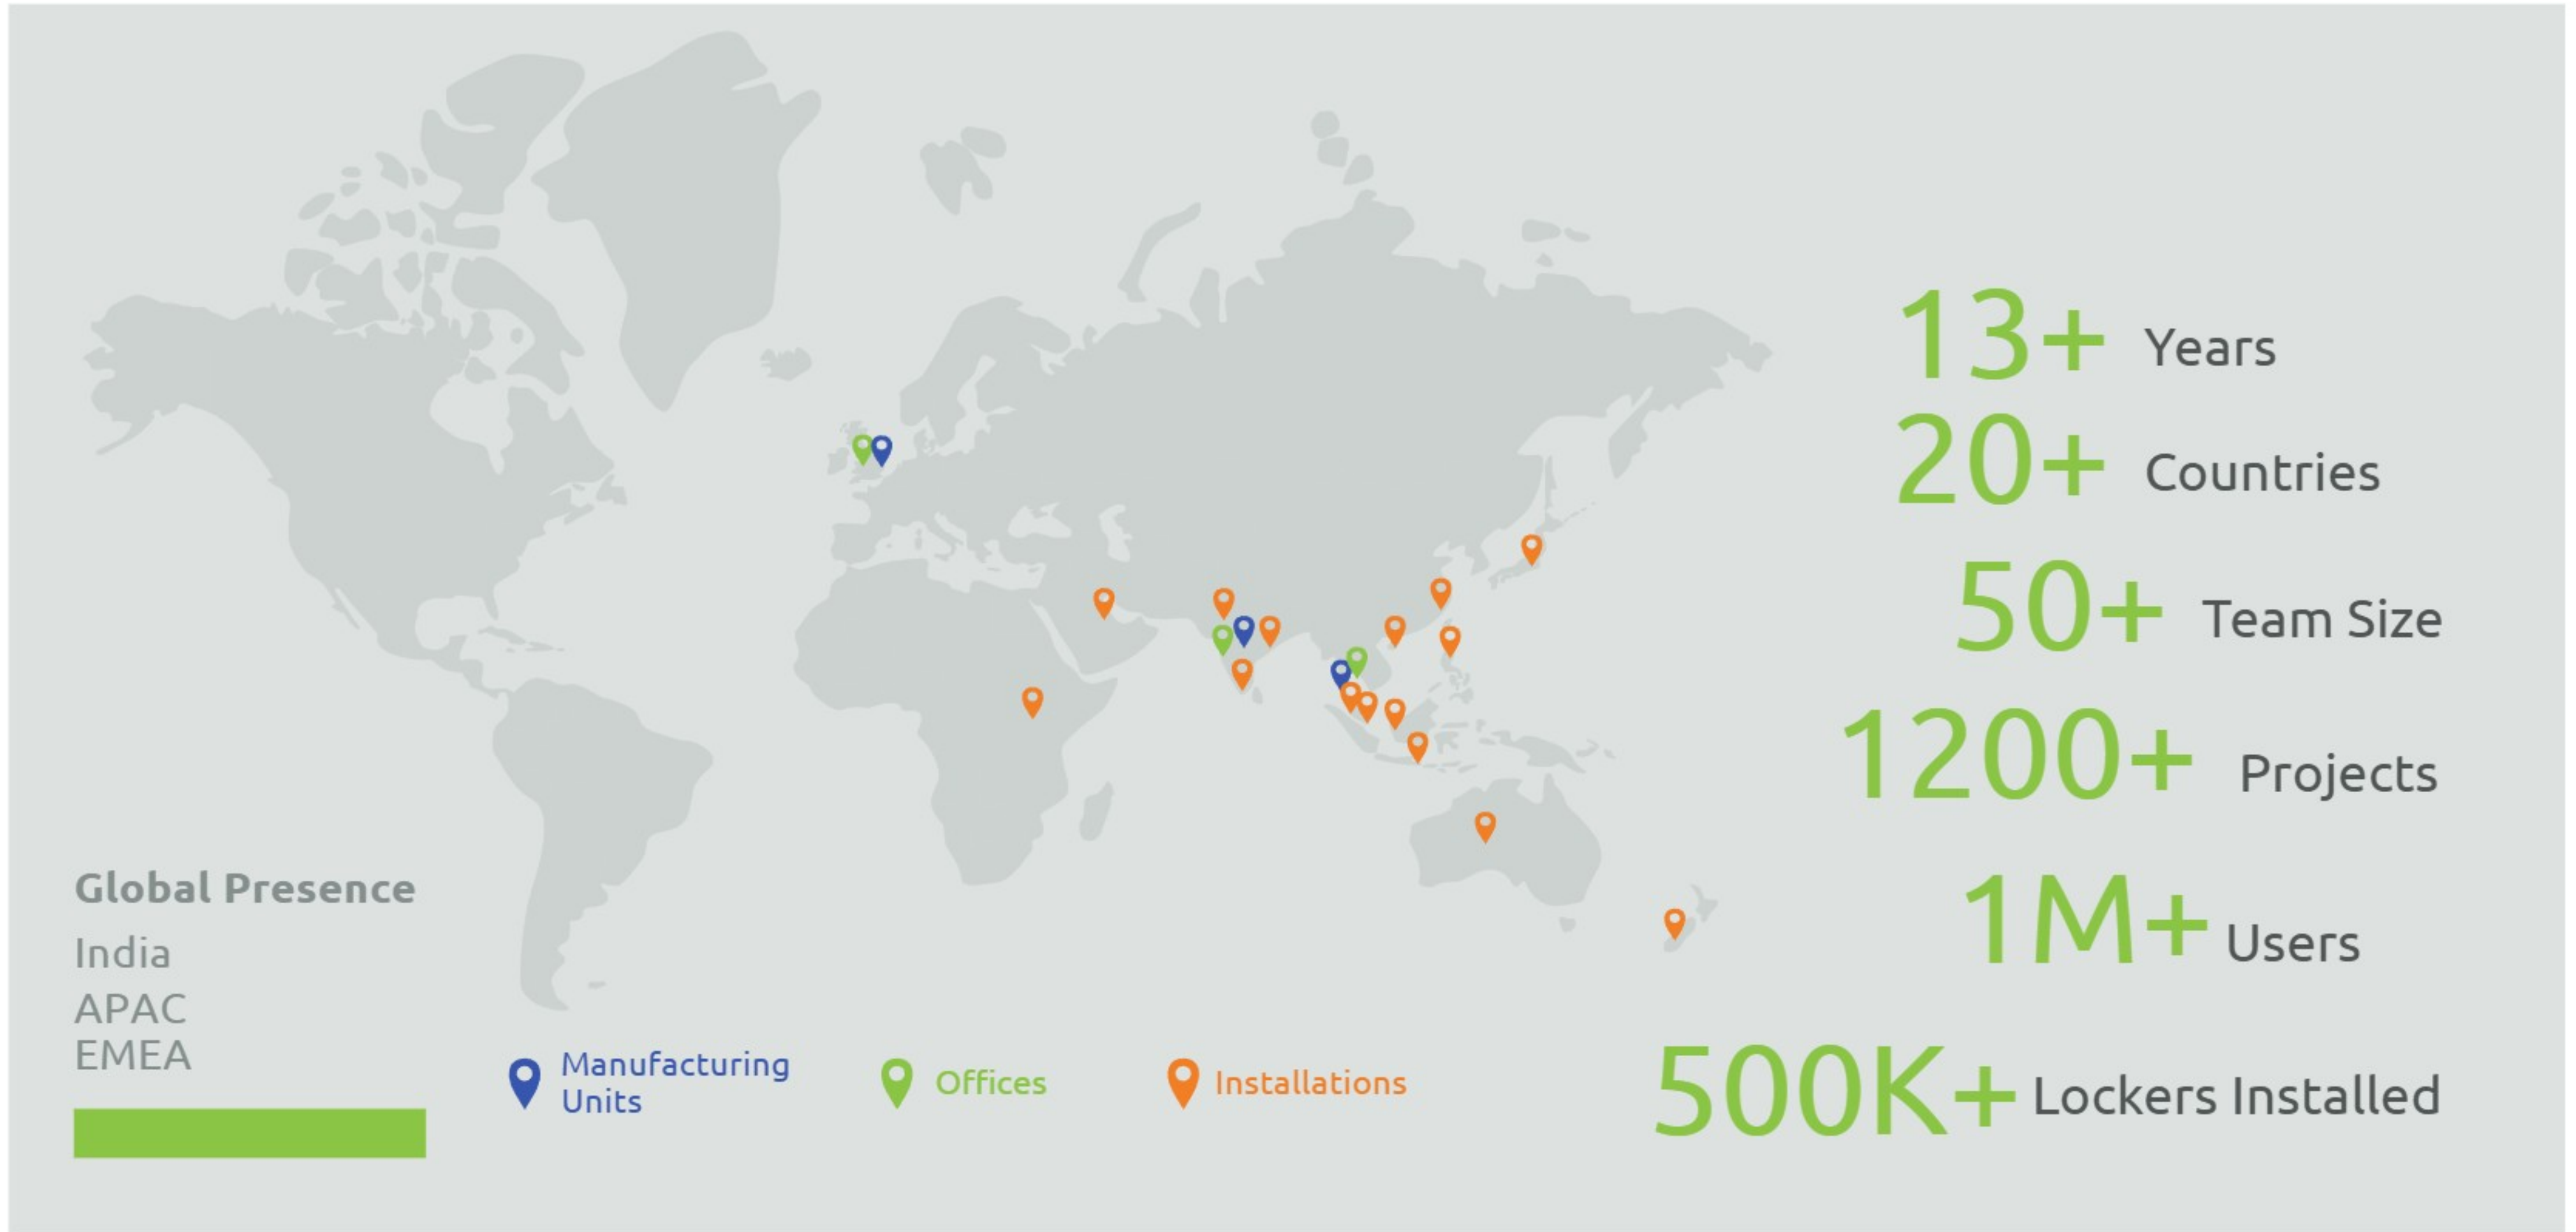 13+ Years
20+ Countries
50+ Team Size
1200+ Projects
1M+ Users
500K+ Lockers Installed
Global Presence
India
APAC
EMEA
Manufacturing
Units
Offices
Installations